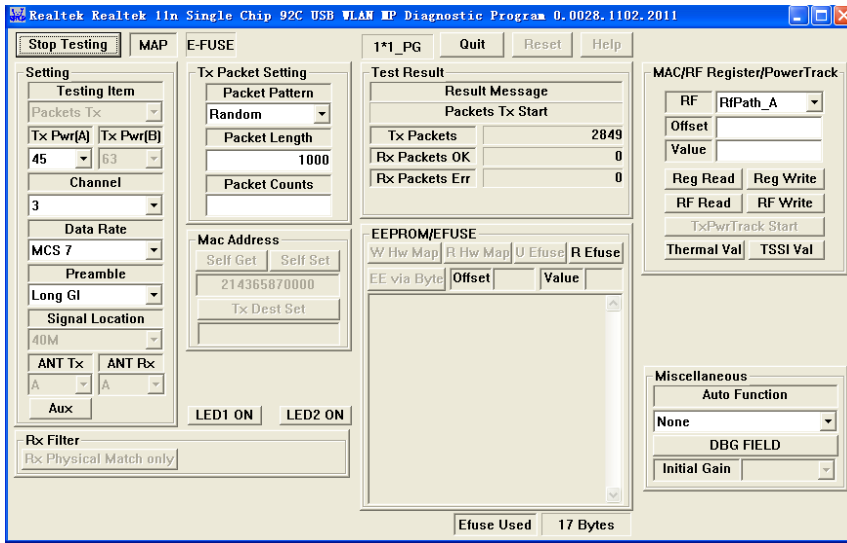 Realtek Realtek 11n Single Chip 92C USB WLAN MP Diagnostic Program 0.0028.1102.2011
Stop Testing MAP E-FUSE 1*1_PG Quit Reset Help
Setting
Testing Item
Packets Tx
Tx Pwr(A) Tx Pwr(B)
45 63
Channel
3
Data Rate
MCS 7
Preamble
Long GI
Signal Location
40M
ANT Tx ANT Rx
A A
Aux
Rx Filter
Rx Physical Match only
Tx Packet Setting
Packet Pattern
Random
Packet Length
1000
Packet Counts
Mac Address
Self Get Self Set
214365870000
Tx Dest Set
LED1 ON LED2 ON
Test Result
Result Message
Packets Tx Start
Tx Packets 2849
Rx Packets OK 0
Rx Packets Err 0
EEPROM/EFUSE
W Hw Map R Hw Map U Efuse R Efuse
EE via Byte Offset Value
Efuse Used 17 Bytes
MAC/RF Register/PowerTrack
RF RfPath_A
Offset
Value
Reg Read Reg Write
RF Read RF Write
TxPwrTrack Start
Thermal Val TSSI Val
Miscellaneous
Auto Function
None
DBG FIELD
Initial Gain